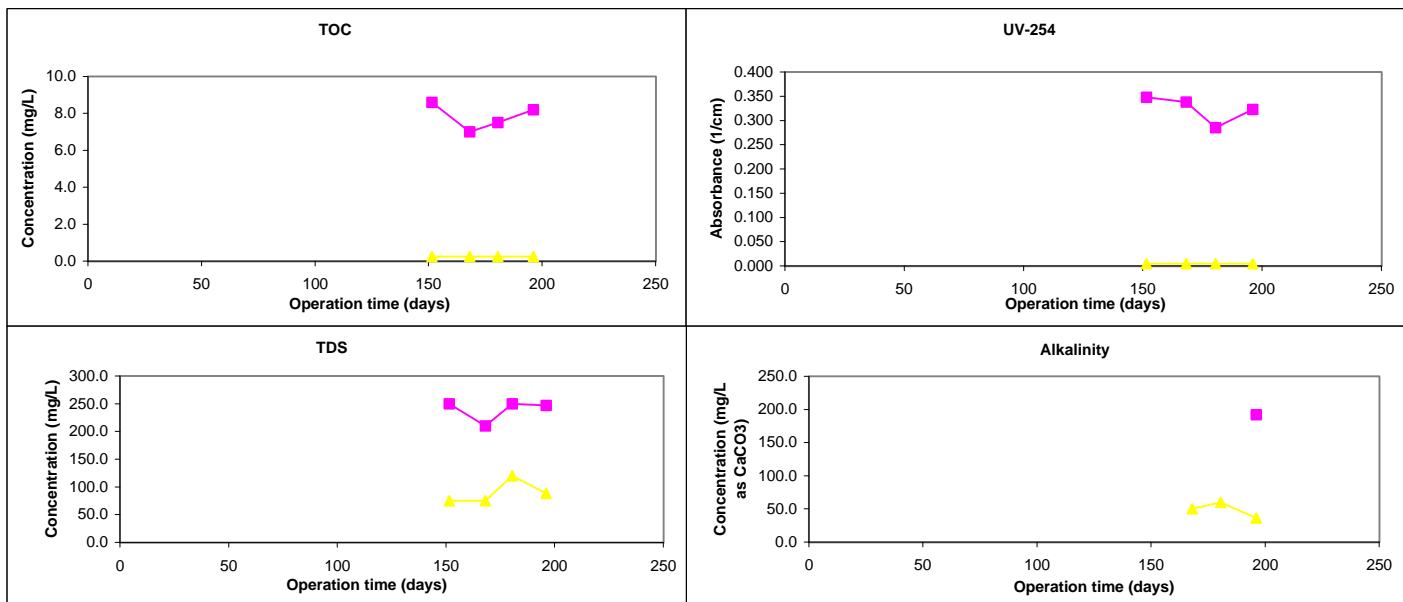 TOC
Concentration (mg/L)
10.0
8.0
6.0
4.0
2.0
0.0
0 50 100 150 200 250
Operation time (days)
UV-254
Absorbance (1/cm)
0.400
0.350
0.300
0.250
0.200
0.150
0.100
0.050
0.000
0 50 100 150 200 250
Operation time (days)
TDS
Concentration (mg/L)
300.0
250.0
200.0
150.0
100.0
50.0
0.0
0 50 100 150 200 250
Operation time (days)
Alkalinity
Concentration (mg/L
as CaCO3)
250.0
200.0
150.0
100.0
50.0
0.0
0 50 100 150 200 250
Operation time (days)